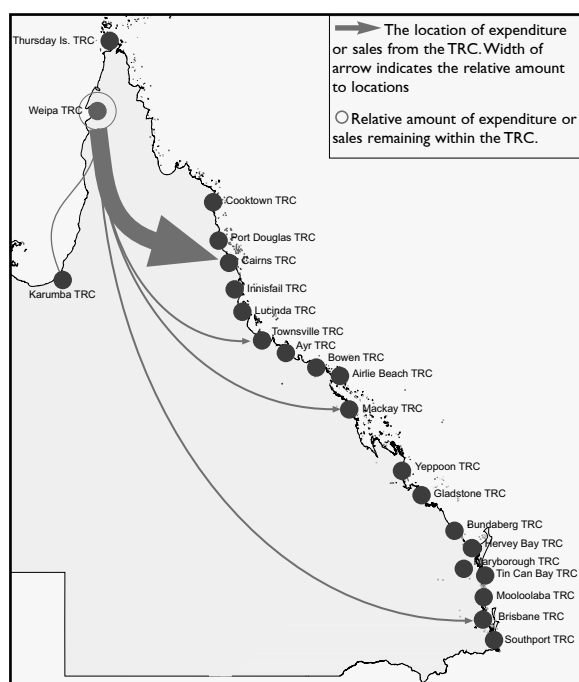 The location of expenditure
or sales from the TRC. Width of
arrow indicates the relative amount
to locations
Relative amount of expenditure or
sales remaining within the TRC.
Thursday Is. TRC
Weipa TRC
Cooktown TRC
Port Douglas TRC
Cairns TRC
Karumba TRC
Innisfail TRC
Lucinda TRC
Townsville TRC
Ayr TRC
Bowen TRC
Airlie Beach TRC
Mackay TRC
Yeppoon TRC
Gladstone TRC
Bundaberg TRC
Hervey Bay TRC
Maryborough TRC
Tin Can Bay TRC
Mooloolaba TRC
Brisbane TRC
Southport TRC